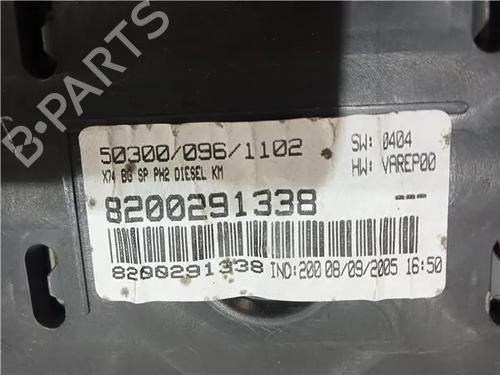 B-PARTS
50300/096/1102
SW: 0404
X74 BG SP PH2 DIESEL KM
HW: VAREP00
8200291338
---
8200291338 IND:200 08/09/2005 16:50